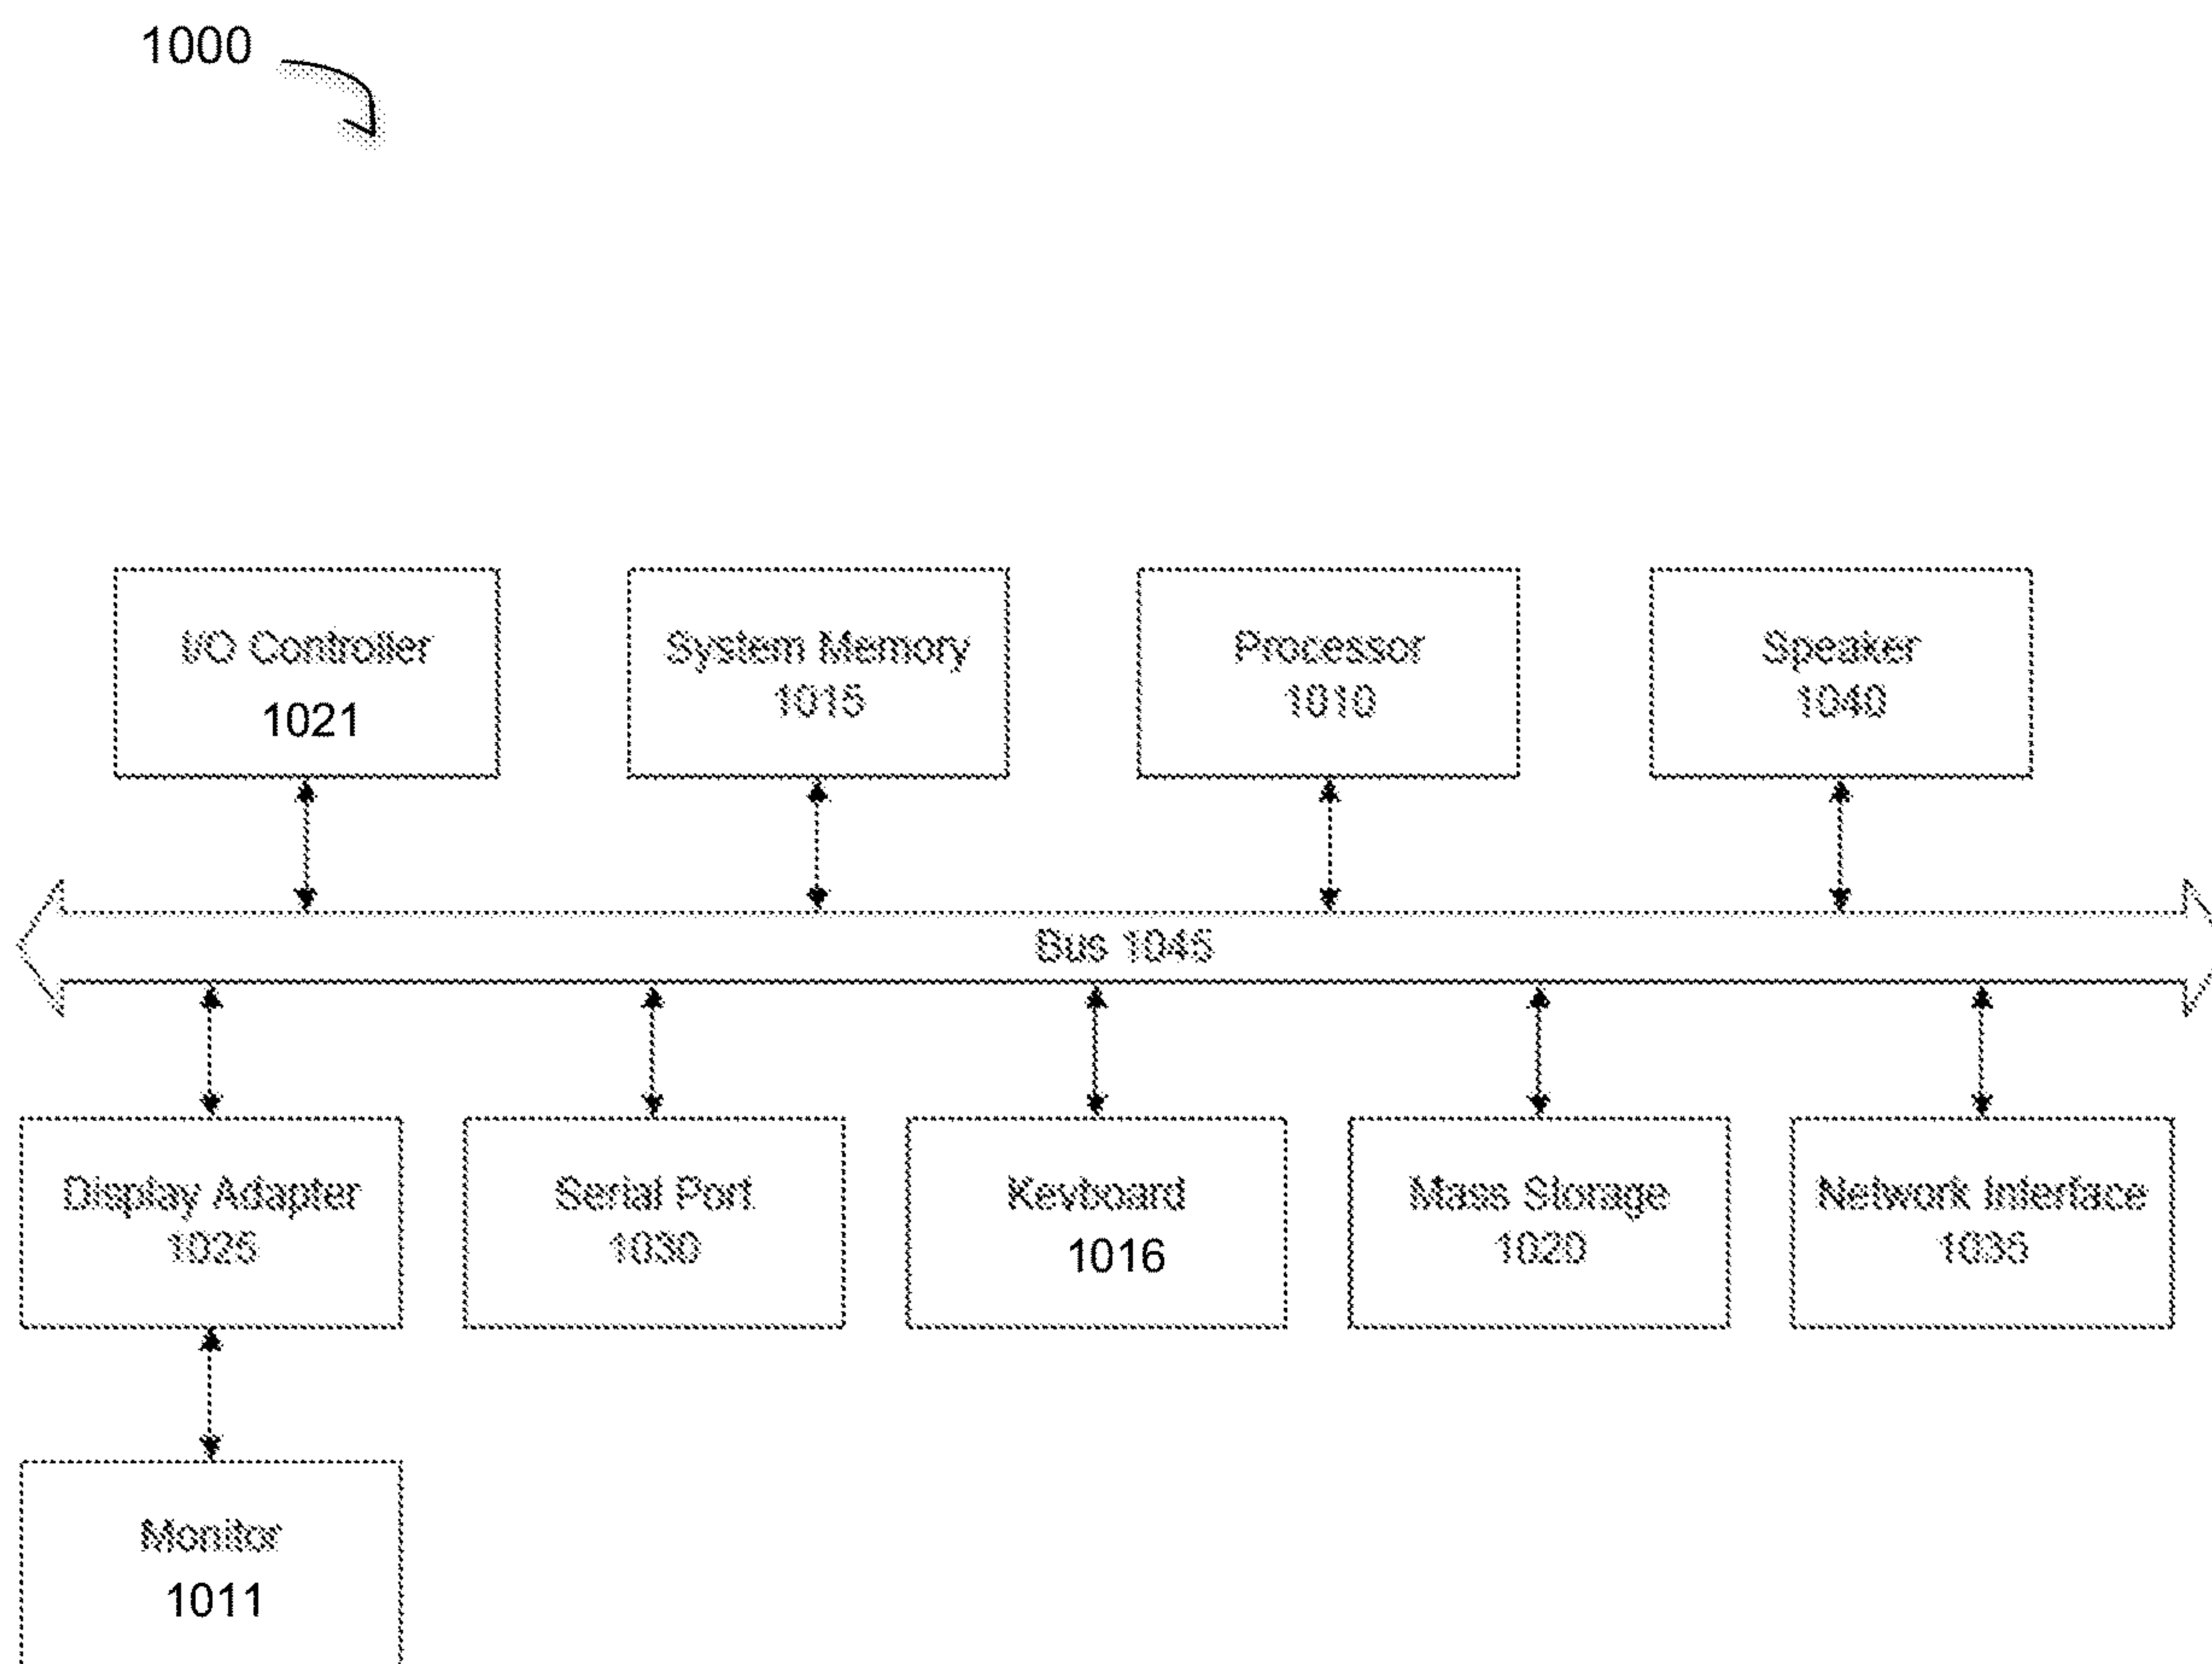 1000
I/O Controller
1021
System Memory
1015
Processor
1010
Speaker
1040
Bus 1045
Display Adapter
1025
Serial Port
1030
Keyboard
1016
Mass Storage
1020
Network Interface
1035
Monitor
1011